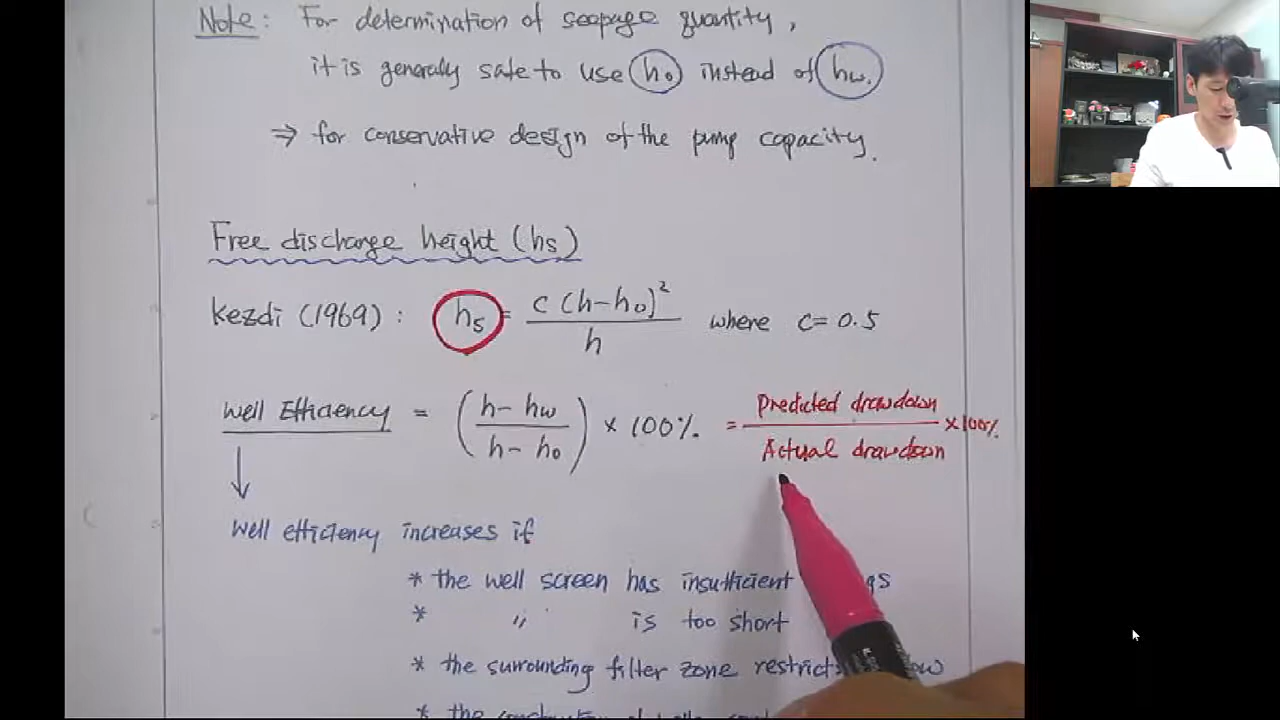 Note: For determination of seepage quantity,
it is generally safe to use h₀ instead of hw.
⇒ for conservative design of the pump capacity.
Free discharge height (hs)
Kezdi (1969) : hs = c (h-h₀)² / h where c= 0.5
Well Efficiency = (h-hw / h-h₀) × 100% = Predicted drawdown / Actual drawdown × 100%
Well efficiency increases if
* the well screen has insufficient
* 〃 is too short
* the surrounding filter zone restricts
* the